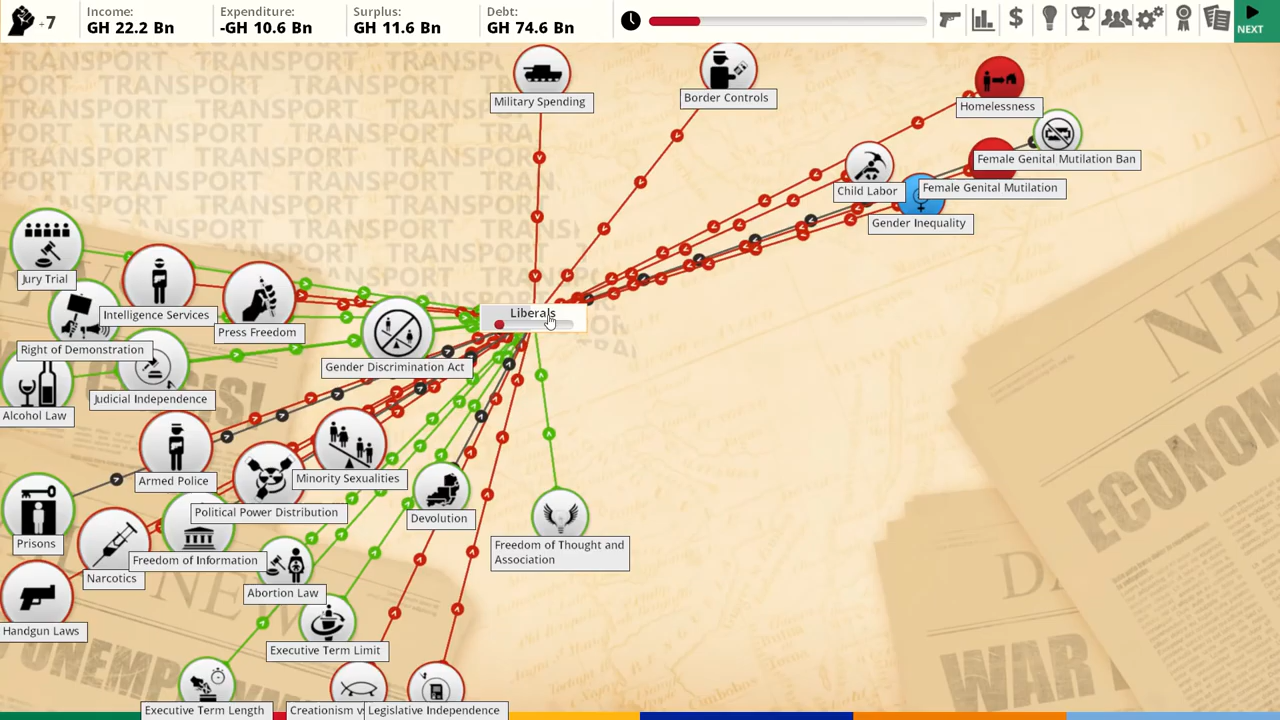 +7
Income:
GH 22.2 Bn
Expenditure:
-GH 10.6 Bn
Surplus:
GH 11.6 Bn
Debt:
GH 74.6 Bn
NEXT
TRANSPORT
Military Spending
Border Controls
Homelessness
Female Genital Mutilation Ban
Child Labor
Female Genital Mutilation
Gender Inequality
Jury Trial
Intelligence Services
Press Freedom
Liberals
Right of Demonstration
Gender Discrimination Act
Judicial Independence
Alcohol Law
Armed Police
Minority Sexualities
Political Power Distribution
Devolution
Prisons
Freedom of Information
Freedom of Thought and
Association
Narcotics
Abortion Law
Handgun Laws
Executive Term Limit
Executive Term Length
Creationism v
Legislative Independence
ECONOM
WAR